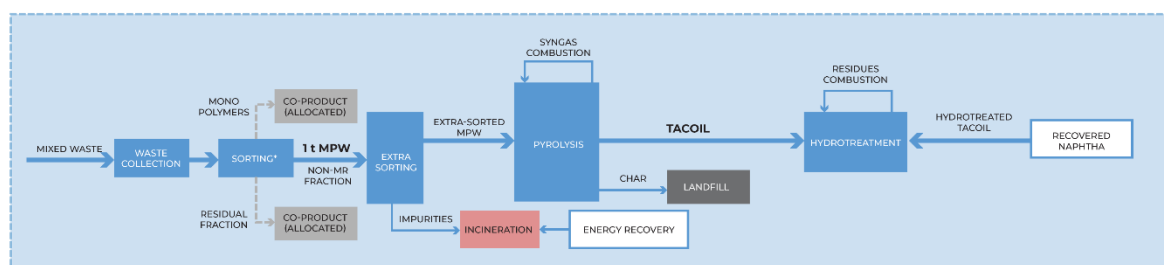 SYNGAS
COMBUSTION
RESIDUES
COMBUSTION
MONO
POLYMERS
CO-PRODUCT
(ALLOCATED)
MIXED WASTE
WASTE
COLLECTION
SORTING*
1 t MPW
NON-MR
FRACTION
EXTRA
SORTING
EXTRA-SORTED
MPW
PYROLYSIS
TACOIL
HYDROTREATMENT
HYDROTREATED
TACOIL
RECOVERED
NAPHTHA
CHAR
LANDFILL
RESIDUAL
FRACTION
CO-PRODUCT
(ALLOCATED)
IMPURITIES
INCINERATION
ENERGY RECOVERY